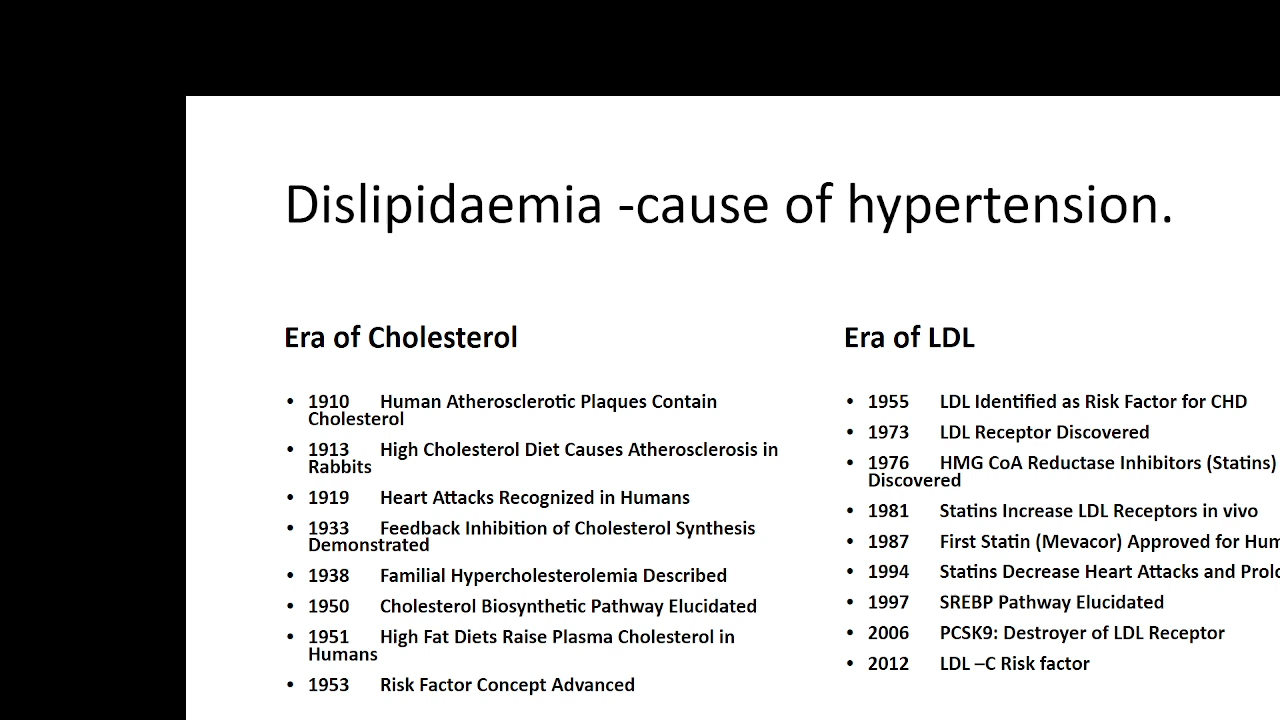 Dislipidaemia -cause of hypertension.
Era of Cholesterol
• 1910 Human Atherosclerotic Plaques Contain
Cholesterol
• 1913 High Cholesterol Diet Causes Atherosclerosis in
Rabbits
• 1919 Heart Attacks Recognized in Humans
• 1933 Feedback Inhibition of Cholesterol Synthesis
Demonstrated
• 1938 Familial Hypercholesterolemia Described
• 1950 Cholesterol Biosynthetic Pathway Elucidated
• 1951 High Fat Diets Raise Plasma Cholesterol in
Humans
• 1953 Risk Factor Concept Advanced
Era of LDL
• 1955 LDL Identified as Risk Factor for CHD
• 1973 LDL Receptor Discovered
• 1976 HMG CoA Reductase Inhibitors (Statins)
Discovered
• 1981 Statins Increase LDL Receptors in vivo
• 1987 First Statin (Mevacor) Approved for
• 1994 Statins Decrease Heart Attacks and
• 1997 SREBP Pathway Elucidated
• 2006 PCSK9: Destroyer of LDL Receptor
• 2012 LDL –C Risk factor